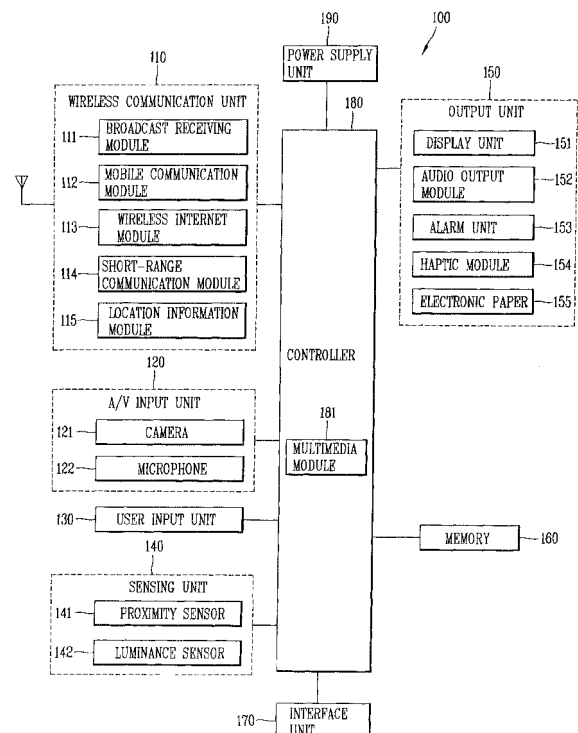 190
100
POWER SUPPLY
UNIT
110
WIRELESS COMMUNICATION UNIT
111
BROADCAST RECEIVING
MODULE
112
MOBILE COMMUNICATION
MODULE
113
WIRELESS INTERNET
MODULE
114
SHORT-RANGE
COMMUNICATION MODULE
115
LOCATION INFORMATION
MODULE
120
A/V INPUT UNIT
121
CAMERA
122
MICROPHONE
130
USER INPUT UNIT
140
SENSING UNIT
141
PROXIMITY SENSOR
142
LUMINANCE SENSOR
180
CONTROLLER
181
MULTIMEDIA
MODULE
150
OUTPUT UNIT
DISPLAY UNIT
151
AUDIO OUTPUT
MODULE
152
ALARM UNIT
153
HAPTIC MODULE
154
ELECTRONIC PAPER
155
MEMORY
160
170
INTERFACE
UNIT